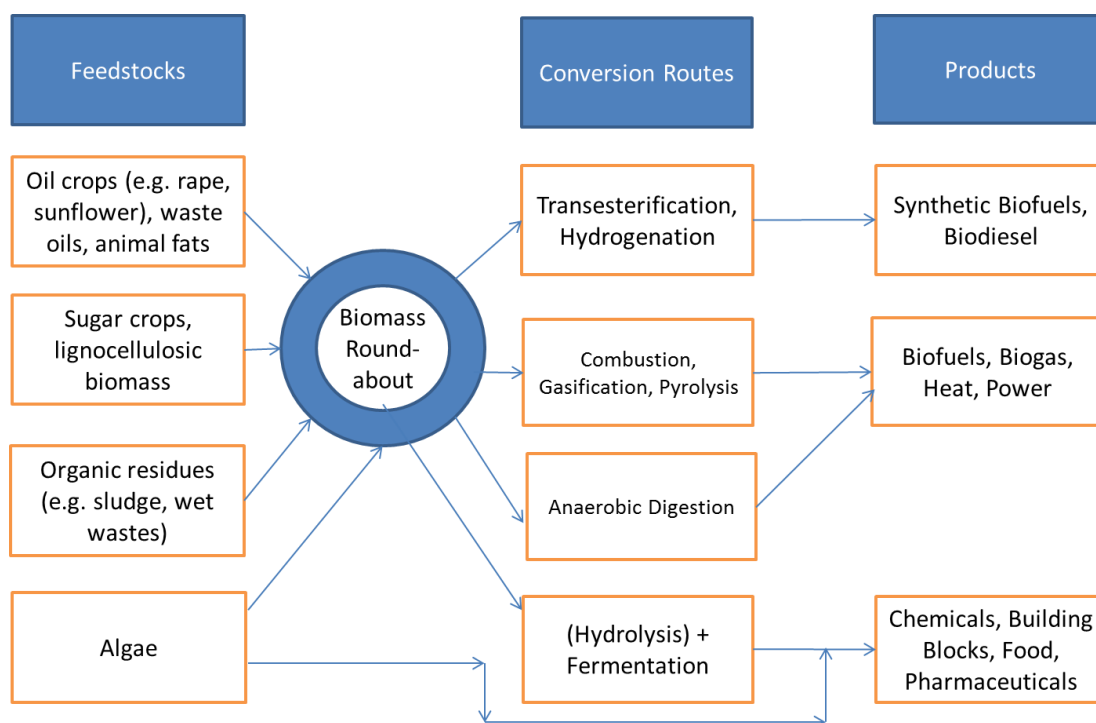 Feedstocks
Conversion Routes
Products
Oil crops (e.g. rape,
sunflower), waste
oils, animal fats
Transesterification,
Hydrogenation
Synthetic Biofuels,
Biodiesel
Sugar crops,
lignocellulosic
biomass
Biomass
Round-
about
Combustion,
Gasification, Pyrolysis
Biofuels, Biogas,
Heat, Power
Organic residues
(e.g. sludge, wet
wastes)
Anaerobic Digestion
Algae
(Hydrolysis) +
Fermentation
Chemicals, Building
Blocks, Food,
Pharmaceuticals